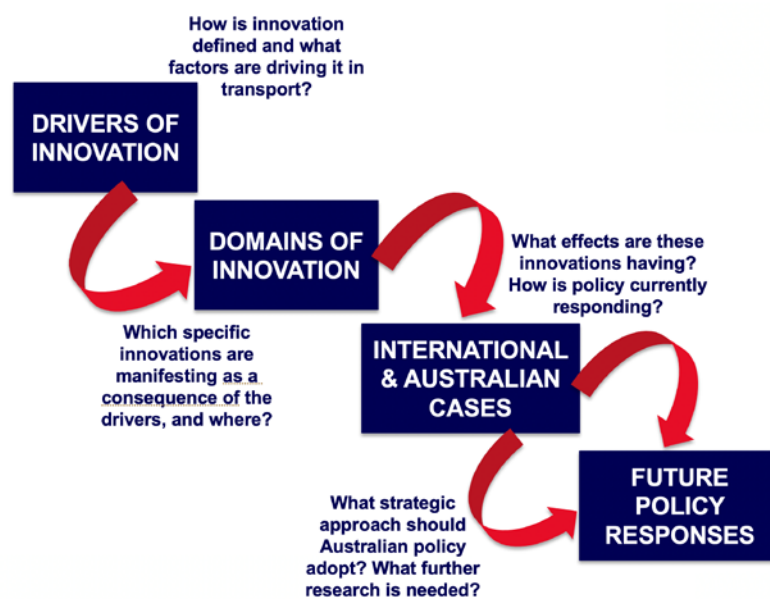 How is innovation
defined and what
factors are driving it in
transport?
DRIVERS OF
INNOVATION
DOMAINS OF
INNOVATION
What effects are these
innovations having?
How is policy currently
responding?
Which specific
innovations are
manifesting as a
consequence of the
drivers, and where?
INTERNATIONAL
& AUSTRALIAN
CASES
What strategic
approach should
Australian policy
adopt? What further
research is needed?
FUTURE
POLICY
RESPONSES